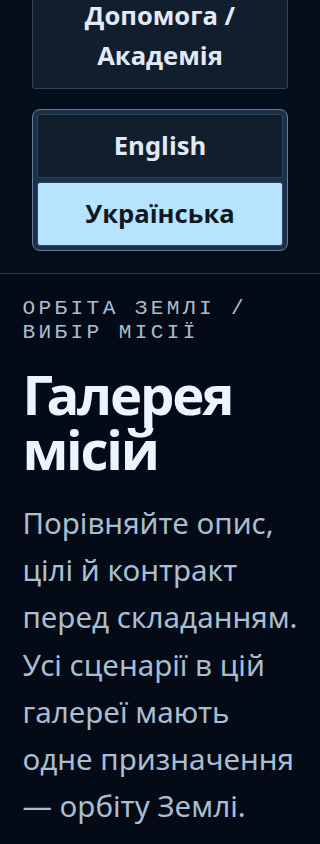 Допомога /
Академія
English
Українська
ОРБІТА ЗЕМЛІ /
ВИБІР МІСІЇ
Галерея
місій
Порівняйте опис,
цілі й контракт
перед складанням.
Усі сценарії в цій
галереї мають
одне призначення
— орбіту Землі.